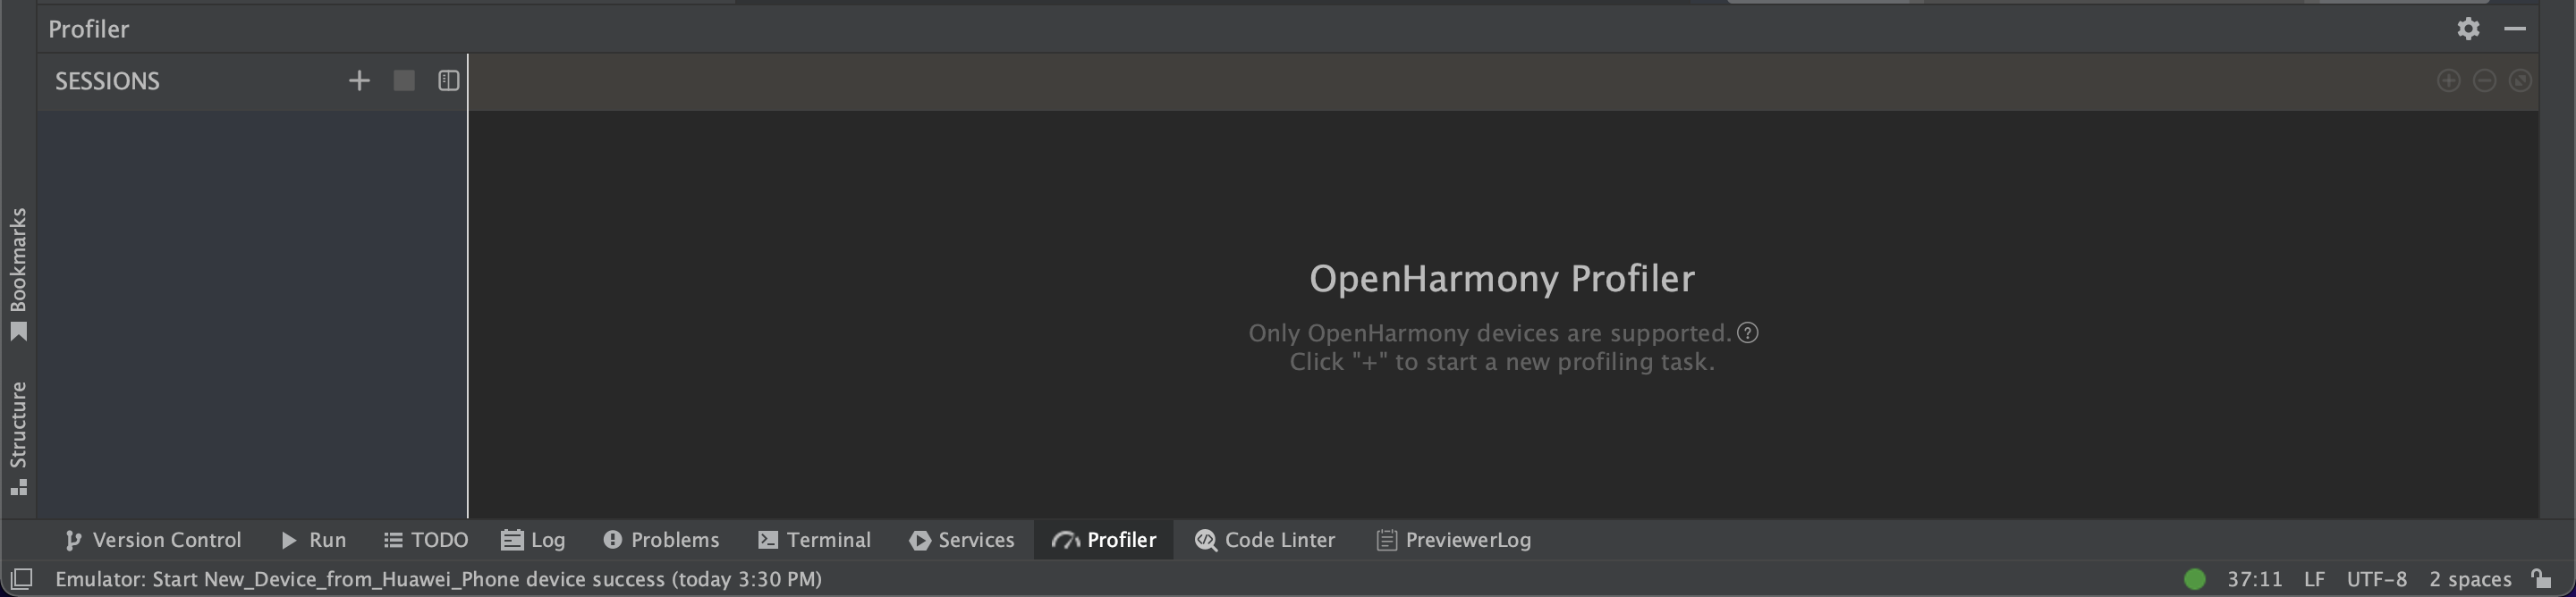 Profiler
SESSIONS
Bookmarks
Structure
OpenHarmony Profiler
Only OpenHarmony devices are supported.
Click "+" to start a new profiling task.
Version Control Run TODO Log Problems Terminal Services Profiler Code Linter PreviewerLog
Emulator: Start New_Device_from_Huawei_Phone device success (today 3:30 PM) 37:11 LF UTF-8 2 spaces